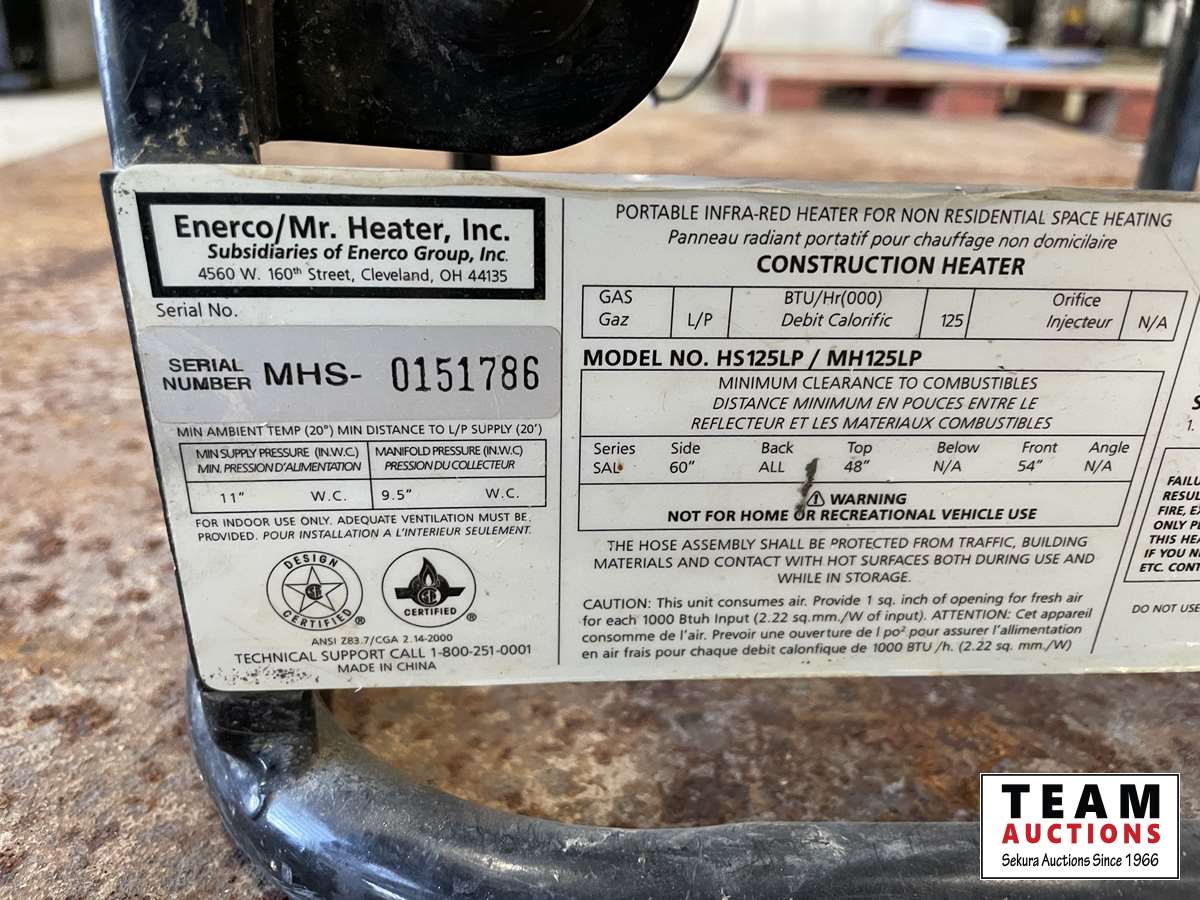 Enerco/Mr. Heater, Inc.
Subsidiaries of Enerco Group, Inc.
4560 W. 160th Street, Cleveland, OH 44135
Serial No.
SERIAL
NUMBER MHS- 0151786
MIN AMBIENT TEMP (20°) MIN DISTANCE TO L/P SUPPLY (20')
MIN SUPPLY PRESSURE (IN.W.C.)
MIN. PRESSION D'ALIMENTATION
MANIFOLD PRESSURE (IN.W.C.)
PRESSION DU COLLECTEUR
11" W.C.
9.5" W.C.
FOR INDOOR USE ONLY. ADEQUATE VENTILATION MUST BE
PROVIDED. POUR INSTALLATION A L'INTERIEUR SEULEMENT.
DESIGN
CERTIFIED
®
CERTIFIED
®
ANSI Z83.7/CGA 2.14-2000
TECHNICAL SUPPORT CALL 1-800-251-0001
MADE IN CHINA
PORTABLE INFRA-RED HEATER FOR NON RESIDENTIAL SPACE HEATING
Panneau radiant portatif pour chauffage non domicilaire
CONSTRUCTION HEATER
GAS
Gaz
L/P
BTU/Hr(000)
Debit Calorific
125
Orifice
Injecteur
N/A
MODEL NO. HS125LP / MH125LP
MINIMUM CLEARANCE TO COMBUSTIBLES
DISTANCE MINIMUM EN POUCES ENTRE LE
REFLECTEUR ET LES MATERIAUX COMBUSTIBLES
Series Side Back Top Below Front Angle
SAL 60" ALL 48" N/A 54" N/A
WARNING
NOT FOR HOME OR RECREATIONAL VEHICLE USE
THE HOSE ASSEMBLY SHALL BE PROTECTED FROM TRAFFIC, BUILDING
MATERIALS AND CONTACT WITH HOT SURFACES BOTH DURING USE AND
WHILE IN STORAGE.
CAUTION: This unit consumes air. Provide 1 sq. inch of opening for fresh air
for each 1000 Btuh Input (2.22 sq.mm./W of input). ATTENTION: Cet appareil
consomme de l'air. Prevoir une ouverture de l po² pour assurer l'allimentation
en air frais pour chaque debit calonfique de 1000 BTU /h. (2.22 sq. mm./W)
1.
FAILU
RESUL
FIRE, EX
ONLY P
THIS HEA
IF YOU N
ETC. CONT
DO NOT USE
TEAM
AUCTIONS
Sekura Auctions Since 1966